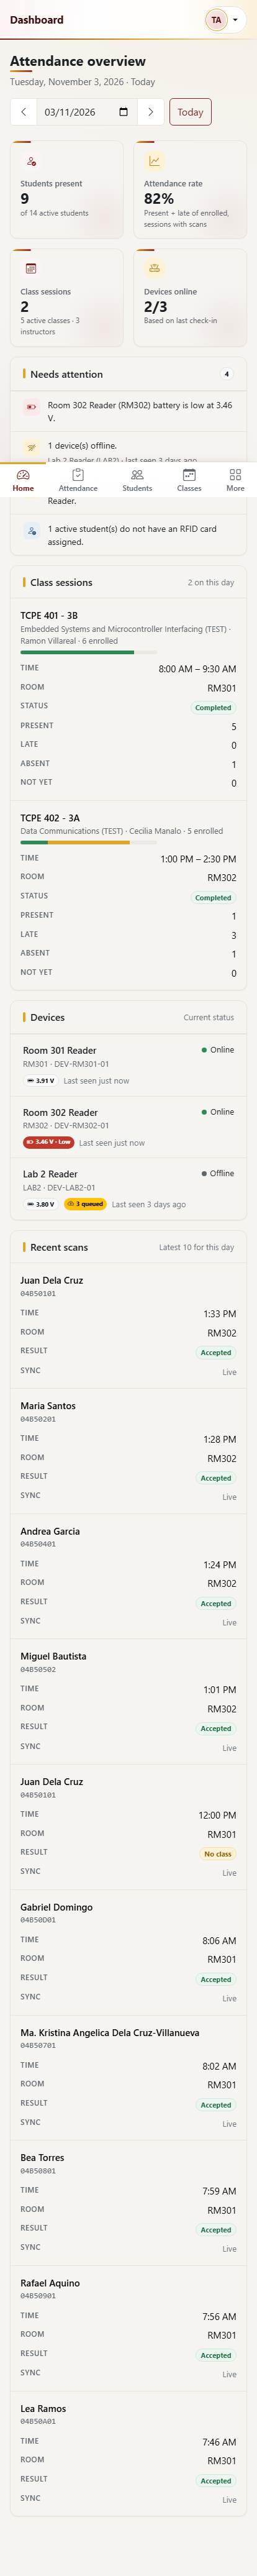 Dashboard
TA
Attendance overview
Tuesday, November 3, 2026 · Today
03/11/2026
Today
Students present
9
of 14 active students
Attendance rate
82%
Present + late of enrolled,
sessions with scans
Class sessions
2
5 active classes · 3
instructors
Devices online
2/3
Based on last check-in
Needs attention
4
Room 302 Reader (RM302) battery is low at 3.46
V.
1 device(s) offline.
Lab 2 Reader (LAB2) · last seen 3 days ago
Home
Attendance
Students
Classes
More
Reader.
1 active student(s) do not have an RFID card
assigned.
Class sessions
2 on this day
TCPE 401 - 3B
Embedded Systems and Microcontroller Interfacing (TEST) ·
Ramon Villareal · 6 enrolled
TIME 8:00 AM – 9:30 AM
ROOM RM301
STATUS Completed
PRESENT 5
LATE 0
ABSENT 1
NOT YET 0
TCPE 402 - 3A
Data Communications (TEST) · Cecilia Manalo · 5 enrolled
TIME 1:00 PM – 2:30 PM
ROOM RM302
STATUS Completed
PRESENT 1
LATE 3
ABSENT 1
NOT YET 0
Devices
Current status
Room 301 Reader
Online
RM301 · DEV-RM301-01
3.91 V Last seen just now
Room 302 Reader
Online
RM302 · DEV-RM302-01
3.46 V · Low Last seen just now
Lab 2 Reader
Offline
LAB2 · DEV-LAB2-01
3.80 V 3 queued Last seen 3 days ago
Recent scans
Latest 10 for this day
Juan Dela Cruz
04B50101
TIME 1:33 PM
ROOM RM302
RESULT Accepted
SYNC Live
Maria Santos
04B50201
TIME 1:28 PM
ROOM RM302
RESULT Accepted
SYNC Live
Andrea Garcia
04B50401
TIME 1:24 PM
ROOM RM302
RESULT Accepted
SYNC Live
Miguel Bautista
04B50502
TIME 1:01 PM
ROOM RM302
RESULT Accepted
SYNC Live
Juan Dela Cruz
04B50101
TIME 12:00 PM
ROOM RM301
RESULT No class
SYNC Live
Gabriel Domingo
04B50D01
TIME 8:06 AM
ROOM RM301
RESULT Accepted
SYNC Live
Ma. Kristina Angelica Dela Cruz-Villanueva
04B50701
TIME 8:02 AM
ROOM RM301
RESULT Accepted
SYNC Live
Bea Torres
04B50801
TIME 7:59 AM
ROOM RM301
RESULT Accepted
SYNC Live
Rafael Aquino
04B50901
TIME 7:56 AM
ROOM RM301
RESULT Accepted
SYNC Live
Lea Ramos
04B50A01
TIME 7:46 AM
ROOM RM301
RESULT Accepted
SYNC Live